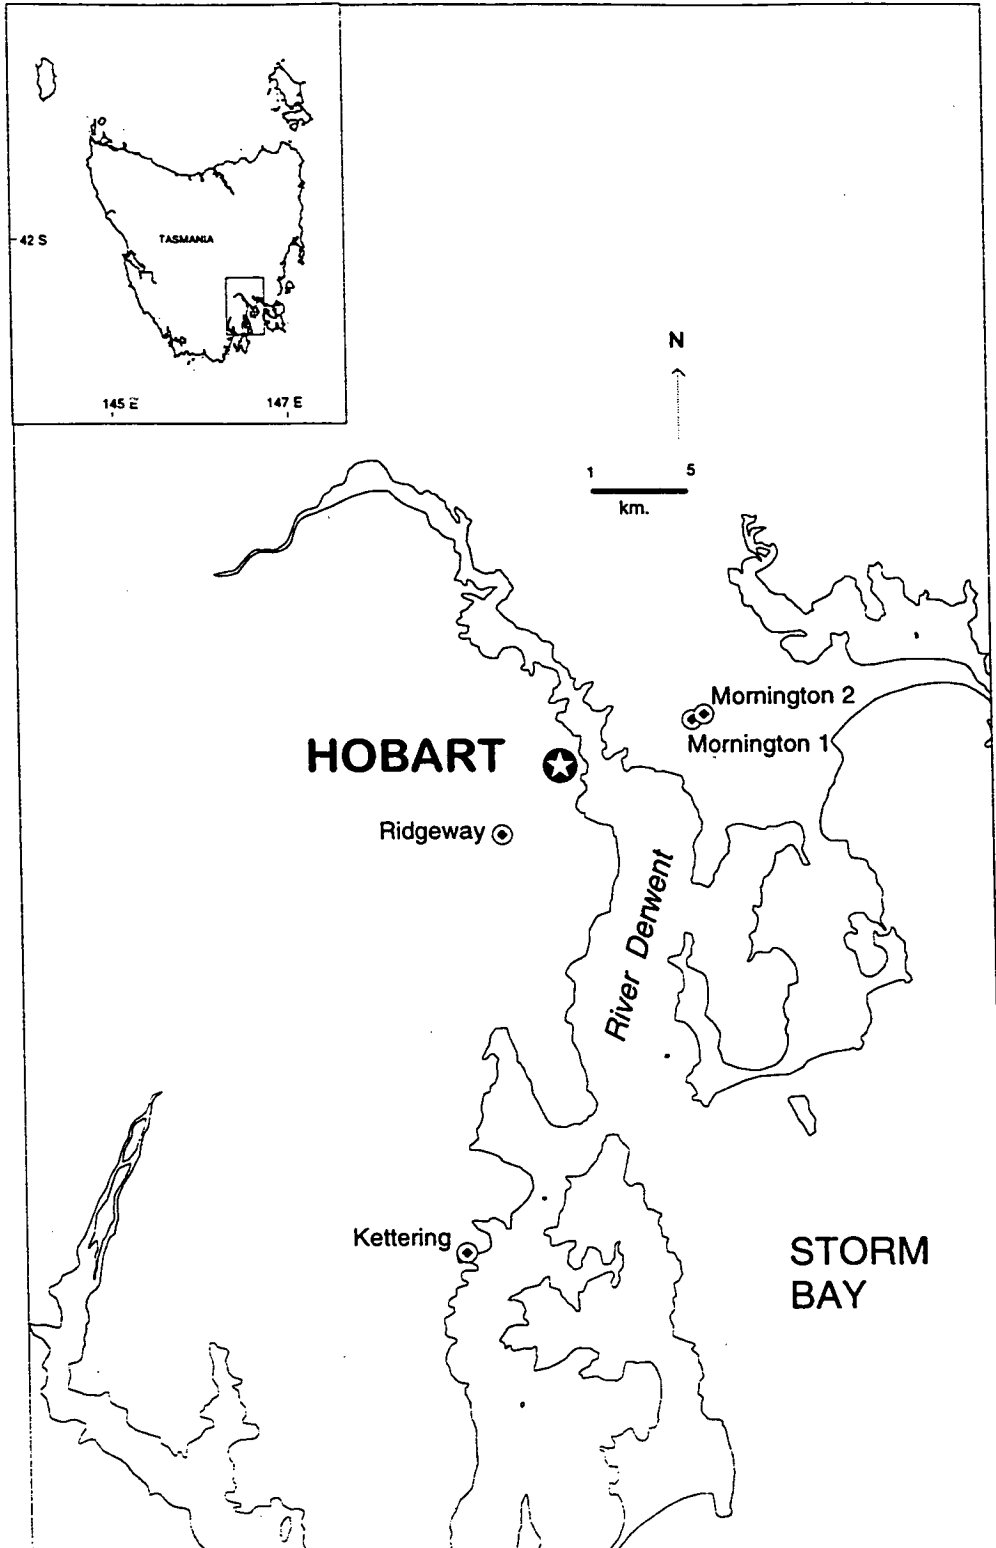 42 S
TASMANIA
145 E
147 E
N
1 5
km.
Mornington 2
Mornington 1
HOBART
Ridgeway
River Derwent
Kettering
STORM
BAY